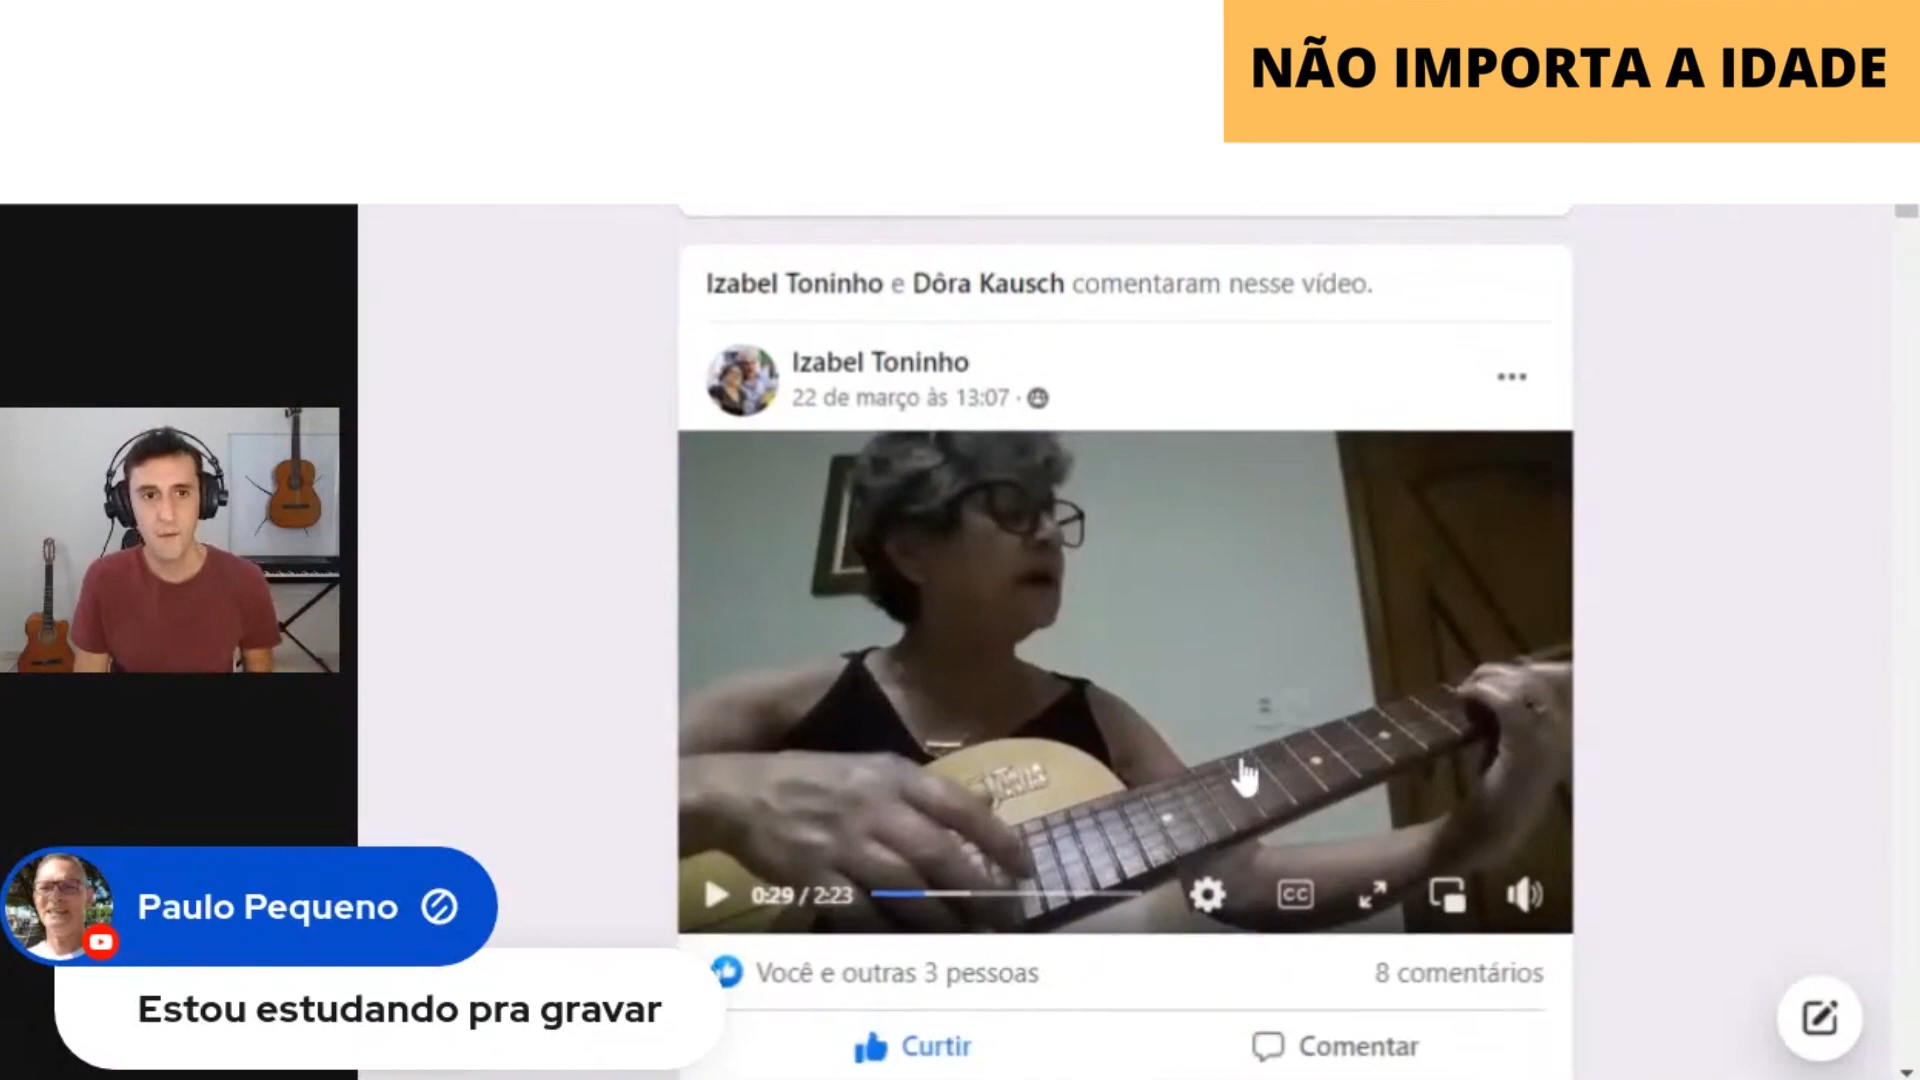 NÃO IMPORTA A IDADE
Izabel Toninho e Dôra Kausch comentaram nesse vídeo.
Izabel Toninho
22 de março às 13:07 ·
0:29 / 2:23
CC
Você e outras 3 pessoas
8 comentários
Curtir
Comentar
Paulo Pequeno
Estou estudando pra gravar